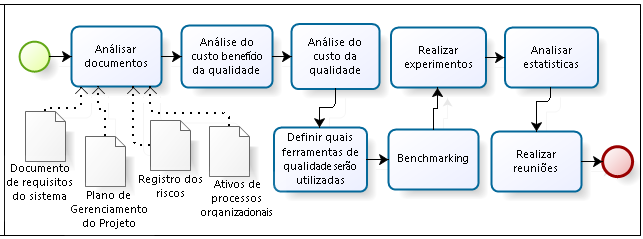 Análisar
documentos
Análise do
custo beneficio
da qualidade
Análise do
custo da
qualidade
Realizar
experimentos
Analisar
estatisticas
Definir quais
ferramentas de
qualidade serão
utilizadas
Benchmarking
Realizar
reuniões
Documento
de requisitos
do sistema
Plano de
Gerenciamento
do Projeto
Registro dos
riscos
Ativos de
processos
organizacionais